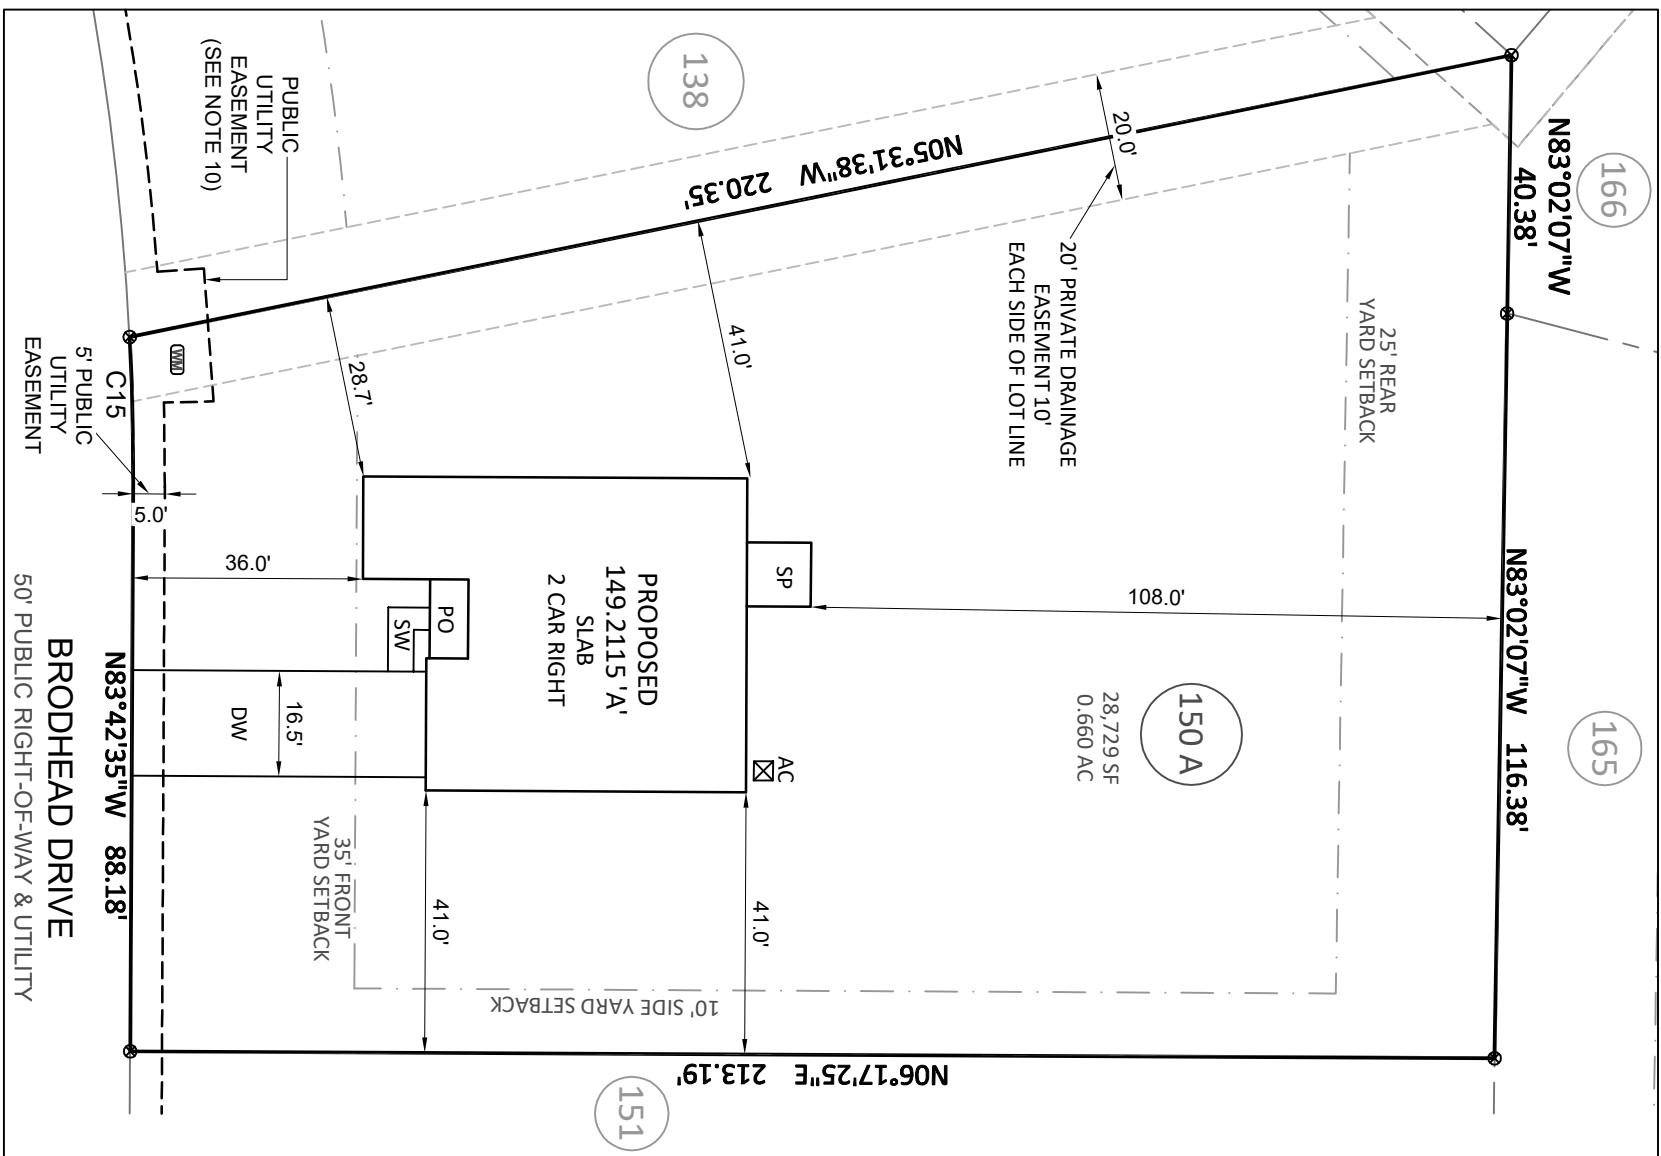 166
N83°02'07"W
40.38'
N83°02'07"W 116.38'
165
138
20.0'
20' PRIVATE DRAINAGE
EASEMENT 10'
EACH SIDE OF LOT LINE
25' REAR
YARD SETBACK
N05°31'38"W 220.35'
150 A
28,729 SF
0.660 AC
108.0'
41.0'
SP
AC
PROPOSED
149.2115 'A'
SLAB
2 CAR RIGHT
41.0'
41.0'
28.7'
PO
SW
36.0'
16.5'
DW
35' FRONT
YARD SETBACK
10' SIDE YARD SETBACK
N06°17'25"E 213.19'
151
PUBLIC
UTILITY
EASEMENT
(SEE NOTE 10)
WM
C15
5' PUBLIC
UTILITY
EASEMENT
5.0'
N83°42'35"W 88.18'
BRODHEAD DRIVE
50' PUBLIC RIGHT-OF-WAY & UTILITY